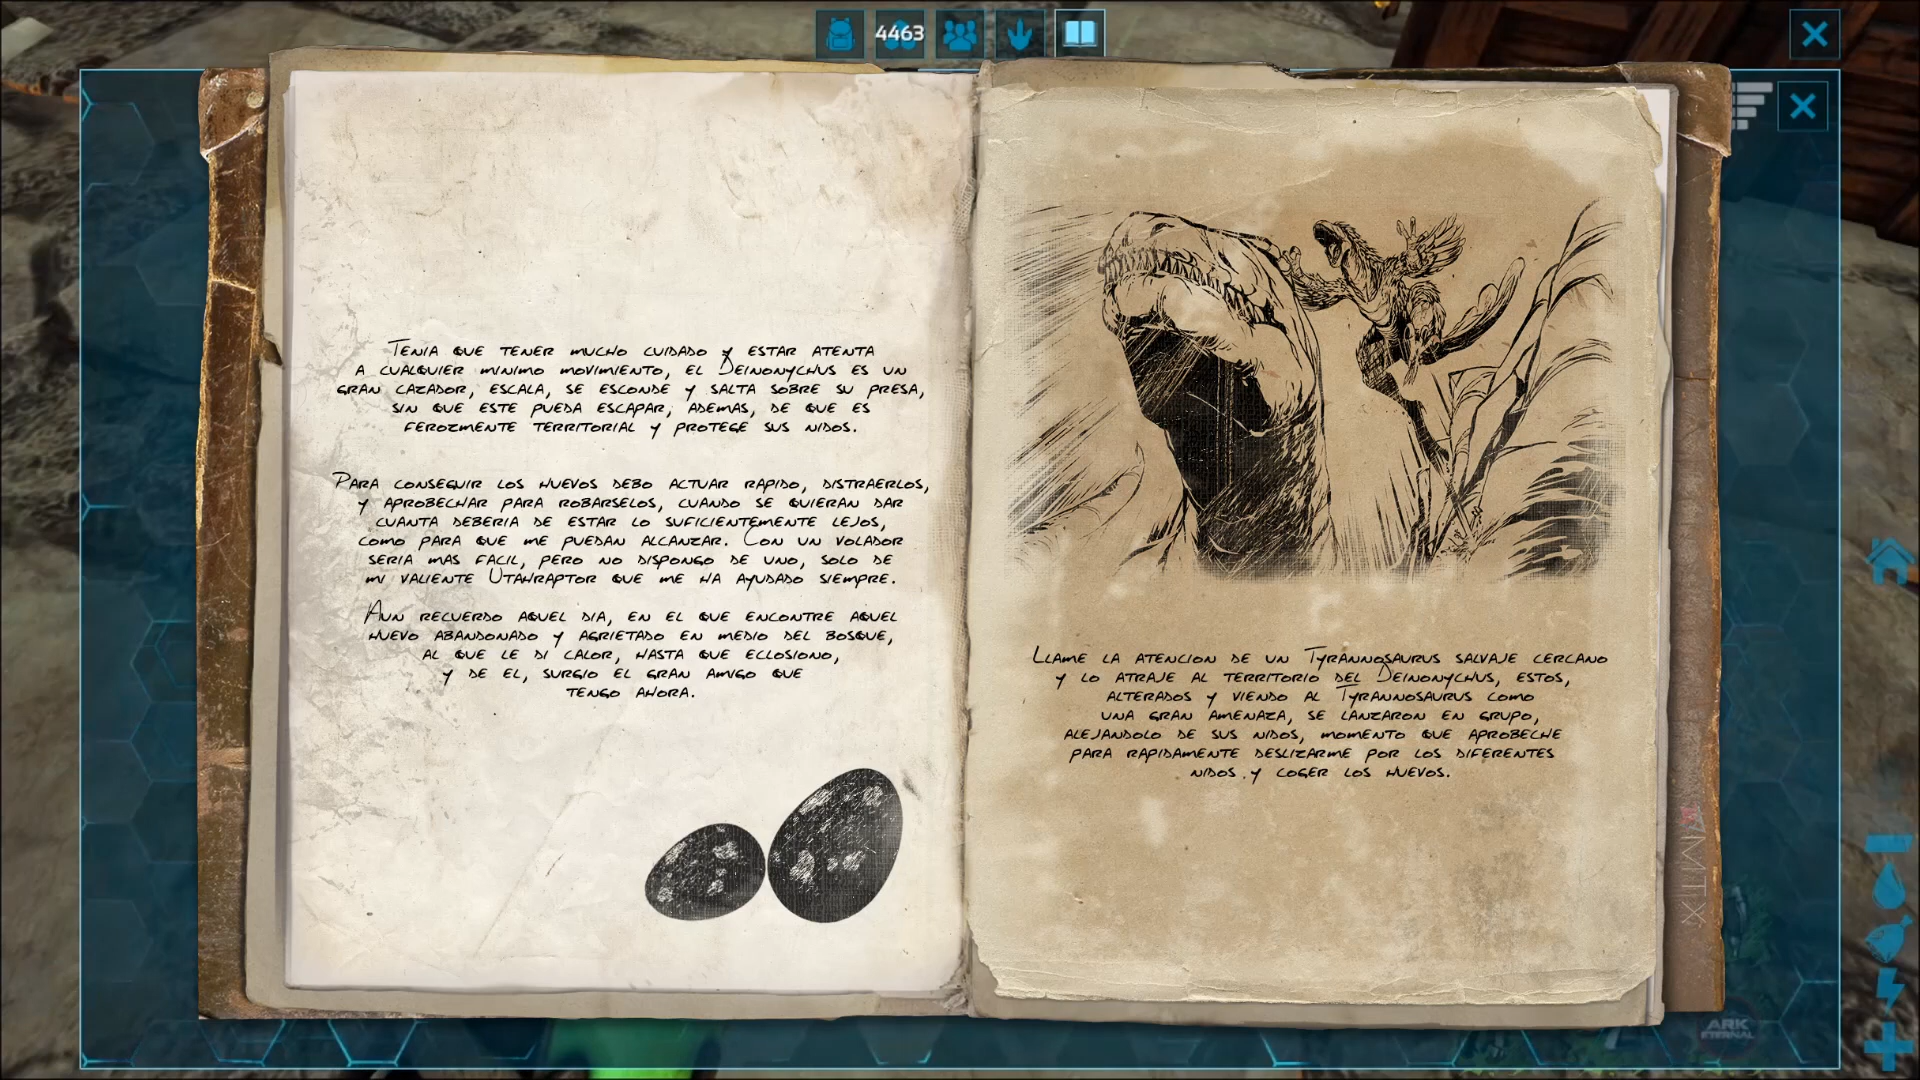 4463
TENIA QUE TENER MUCHO CUIDADO Y ESTAR ATENTA
A CUALQUIER MINIMO MOVIMIENTO, EL DEINONYCHUS ES UN
GRAN CAZADOR, ESCALA, SE ESCONDE Y SALTA SOBRE SU PRESA,
SIN QUE ESTE PUEDA ESCAPAR, ADEMAS, DE QUE ES
FEROZMENTE TERRITORIAL Y PROTEGE SUS NIDOS.
PARA CONSEGUIR LOS HUEVOS DEBO ACTUAR RAPIDO, DISTRAERLOS,
Y APROBECHAR PARA ROBARSELOS, CUANDO SE QUIERAN DAR
CUANTA DEBERIA DE ESTAR LO SUFICIENTEMENTE LEJOS,
COMO PARA QUE ME PUEDAN ALCANZAR. CON UN VOLADOR
SERIA MAS FACIL, PERO NO DISPONGO DE UNO, SOLO DE
MI VALIENTE UTAHRAPTOR QUE ME HA AYUDADO SIEMPRE.
AUN RECUERDO AQUEL DIA, EN EL QUE ENCONTRE AQUEL
HUEVO ABANDONADO Y AGRIETADO EN MEDIO DEL BOSQUE,
AL QUE LE DI CALOR, HASTA QUE ECLOSIONO,
Y DE EL, SURGIO EL GRAN AMIGO QUE
TENGO AHORA.
LLAME LA ATENCION DE UN TYRANNOSAURUS SALVAJE CERCANO
Y LO ATRAJE AL TERRITORIO DEL DEINONYCHUS, ESTOS,
ALTERADOS Y VIENDO AL TYRANNOSAURUS COMO
UNA GRAN AMENAZA, SE LANZARON EN GRUPO,
ALEJANDOLO DE SUS NIDOS, MOMENTO QUE APROBECHE
PARA RAPIDAMENTE DESLIZARME POR LOS DIFERENTES
NIDOS Y COGER LOS HUEVOS.
ARK
ETERNAL